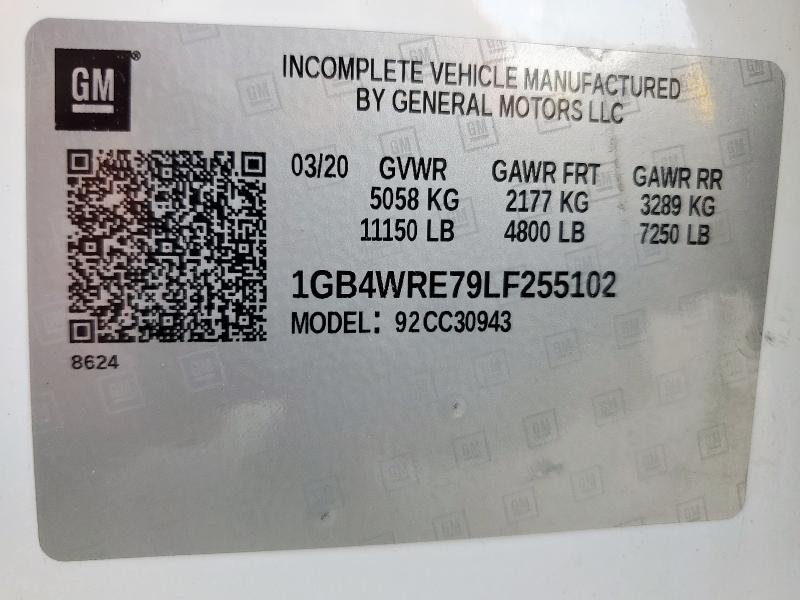 GM
INCOMPLETE VEHICLE MANUFACTURED
BY GENERAL MOTORS LLC
03/20 GVWR GAWR FRT GAWR RR
5058 KG 2177 KG 3289 KG
11150 LB 4800 LB 7250 LB
1GB4WRE79LF255102
MODEL: 92CC30943
8624